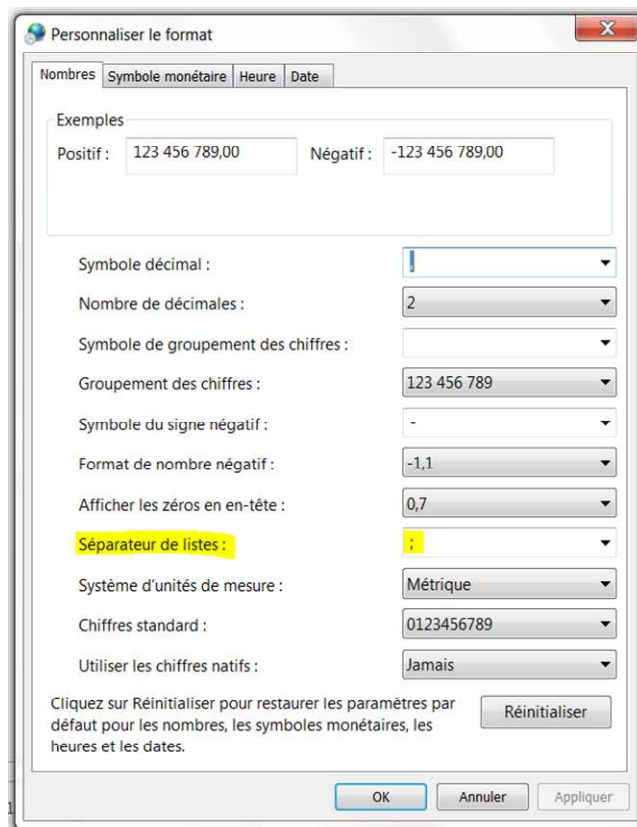 Personnaliser le format
Nombres Symbole monétaire Heure Date
Exemples
Positif : 123 456 789,00 Négatif : -123 456 789,00
Symbole décimal : ,
Nombre de décimales : 2
Symbole de groupement des chiffres :
Groupement des chiffres : 123 456 789
Symbole du signe négatif : -
Format de nombre négatif : -1,1
Afficher les zéros en en-tête : 0,7
Séparateur de listes : ;
Système d'unités de mesure : Métrique
Chiffres standard : 0123456789
Utiliser les chiffres natifs : Jamais
Cliquez sur Réinitialiser pour restaurer les paramètres par
défaut pour les nombres, les symboles monétaires, les
heures et les dates.
Réinitialiser
OK Annuler Appliquer